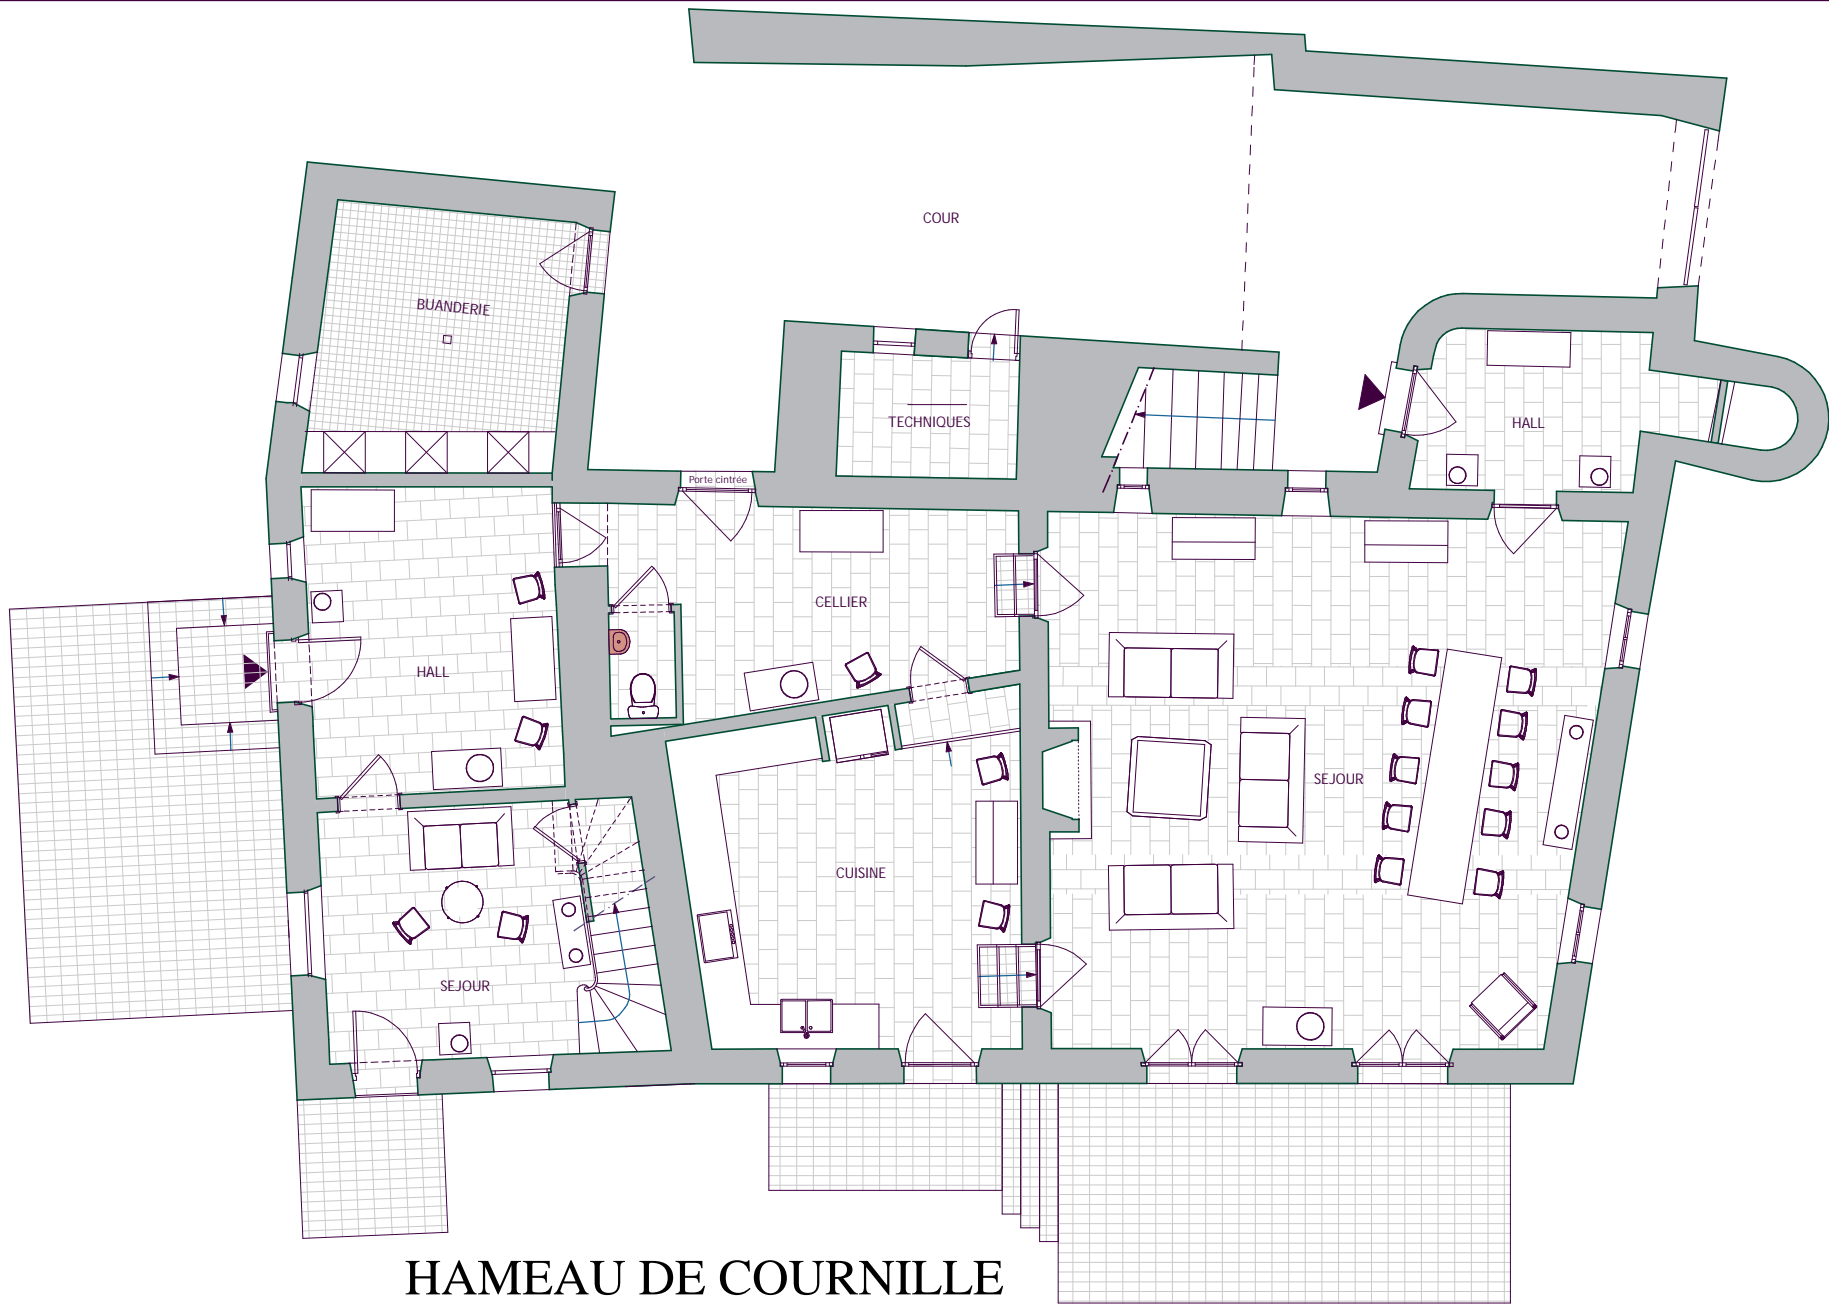 COUR
BUANDERIE
TECHNIQUES
HALL
Porte cintrée
CELLIER
HALL
SEJOUR
CUISINE
SEJOUR
HAMEAU DE COURNILLE